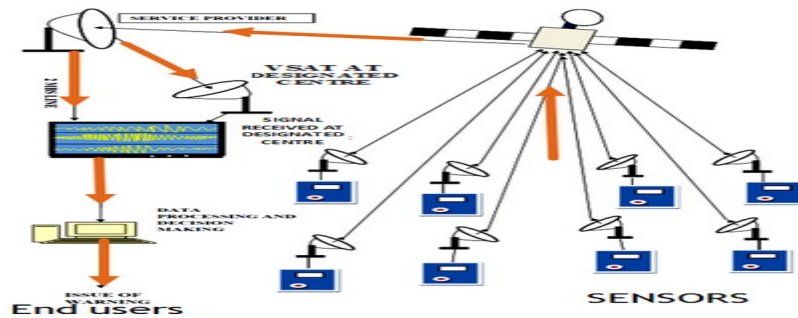 SERVICE PROVIDER
VSAT AT
DESIGNATED
CENTRE
SIGNAL
RECEIVED AT
DESIGNATED
CENTRE
DATA
PROCESSING AND
DECISION
MAKING
ISSUE OF
WARNING
End users
SENSORS